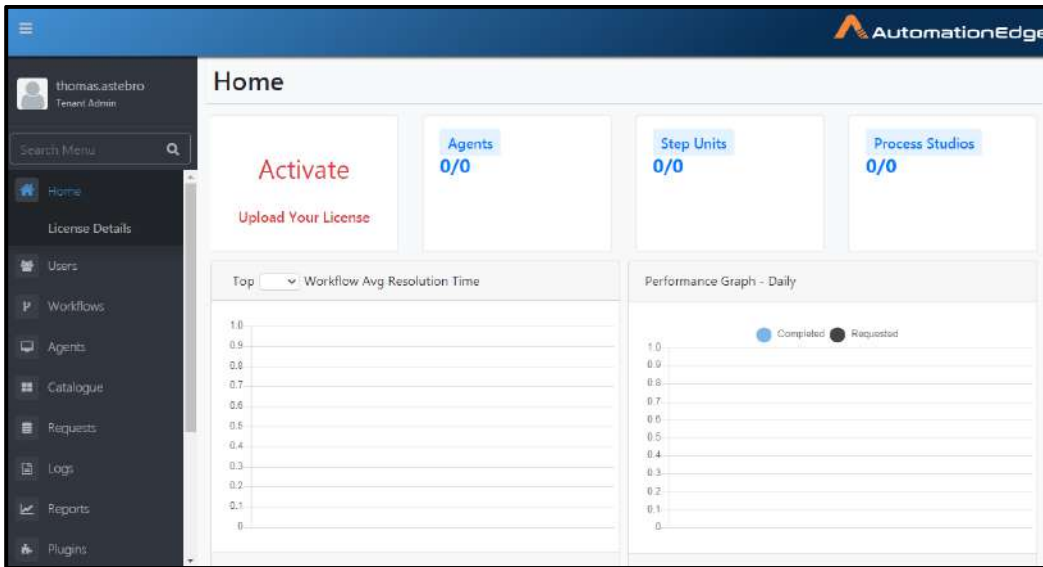 AutomationEdge
thomas.astebro
Tenant Admin
Search Menu
Home
License Details
Users
Workflows
Agents
Catalogue
Requests
Logs
Reports
Plugins
Home
Activate
Upload Your License
Agents
0/0
Step Units
0/0
Process Studios
0/0
Top Workflow Avg Resolution Time
1.0
0.9
0.8
0.7
0.6
0.5
0.4
0.3
0.2
0.1
0
Performance Graph - Daily
Completed Requested
1.0
0.9
0.8
0.7
0.6
0.5
0.4
0.3
0.2
0.1
0